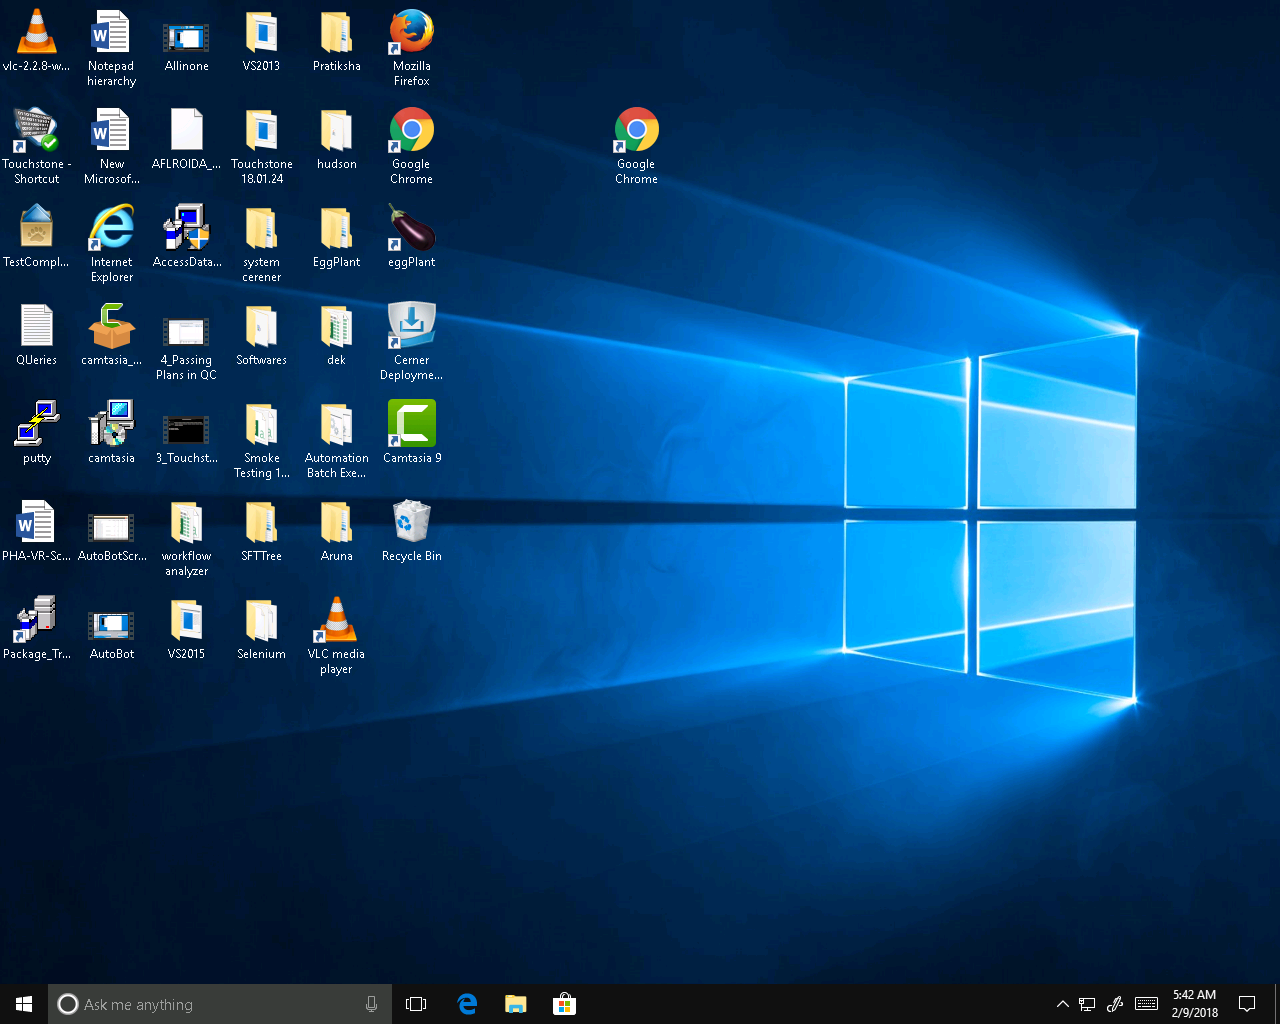 vlc-2.2.8-w...
Notepad
hierarchy
Allinone
VS2013
Pratiksha
Mozilla
Firefox
Touchstone -
Shortcut
New
Microsof...
AFLROIDA_...
Touchstone
18.01.24
hudson
Google
Chrome
Google
Chrome
TestCompl...
Internet
Explorer
AccessData...
system
cerener
EggPlant
eggPlant
QUeries
camtasia_...
4_Passing
Plans in QC
Softwares
dek
Cerner
Deployme...
putty
camtasia
3_Touchst...
Smoke
Testing 1...
Automation
Batch Exe...
Camtasia 9
PHA-VR-Sc...
AutoBotScr...
workflow
analyzer
SFTTree
Aruna
Recycle Bin
Package_Tr...
AutoBot
VS2015
Selenium
VLC media
player
Ask me anything
5:42 AM
2/9/2018